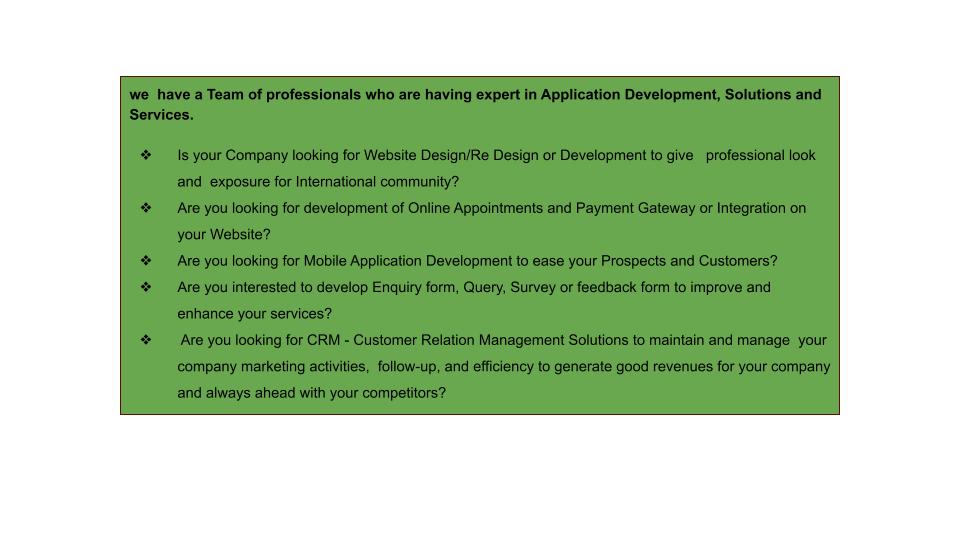 we  have a Team of professionals who are having expert in Application Development, Solutions and
Services.
❖ Is your Company looking for Website Design/Re Design or Development to give   professional look
and  exposure for International community?
❖ Are you looking for development of Online Appointments and Payment Gateway or Integration on
your Website?
❖ Are you looking for Mobile Application Development to ease your Prospects and Customers?
❖ Are you interested to develop Enquiry form, Query, Survey or feedback form to improve and
enhance your services?
❖ Are you looking for CRM - Customer Relation Management Solutions to maintain and manage  your
company marketing activities,  follow-up, and efficiency to generate good revenues for your company
and always ahead with your competitors?